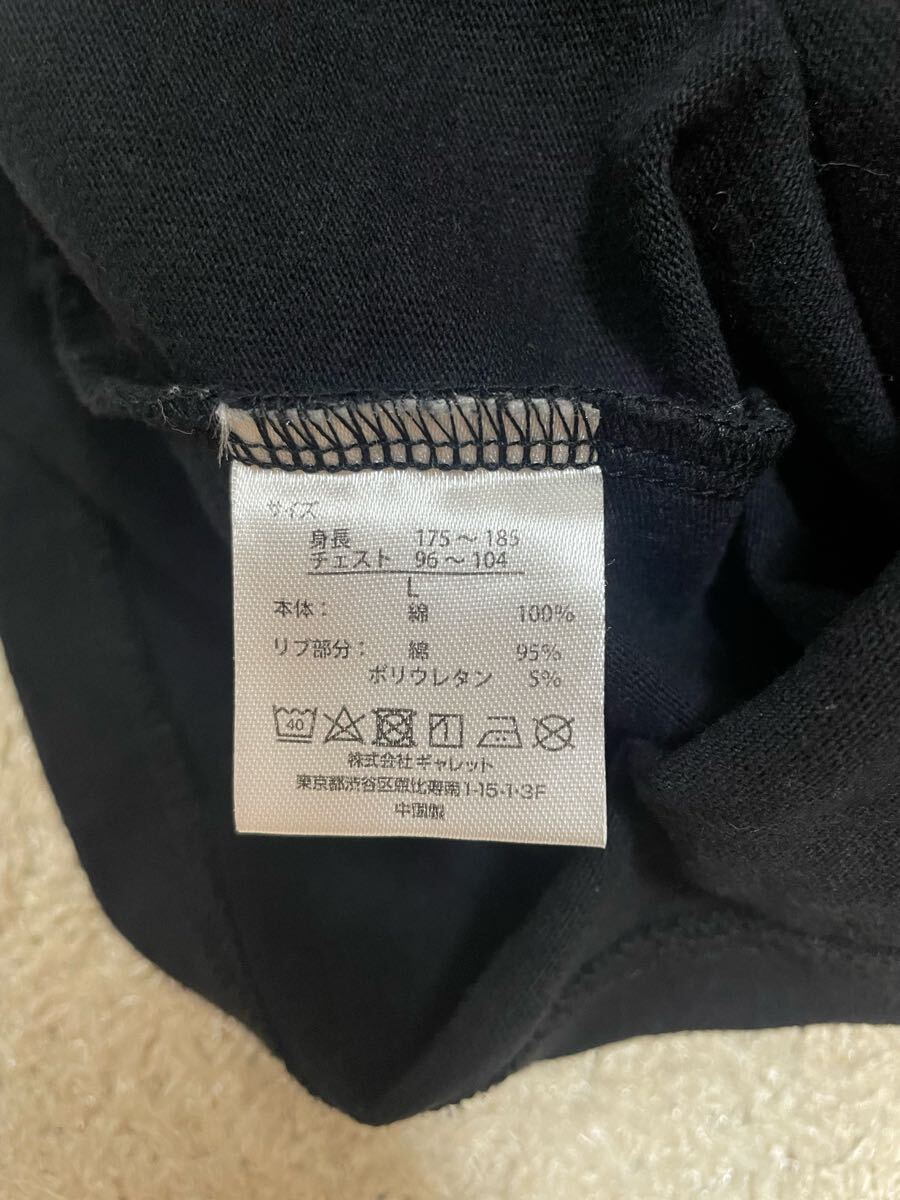 サイズ
身長 175～185
チェスト 96～104
L
本体： 綿 100%
リブ部分： 綿 95%
ポリウレタン 5%
40
株式会社 ギャレット
東京都渋谷区恵比寿南1-15-1・3F
中国製